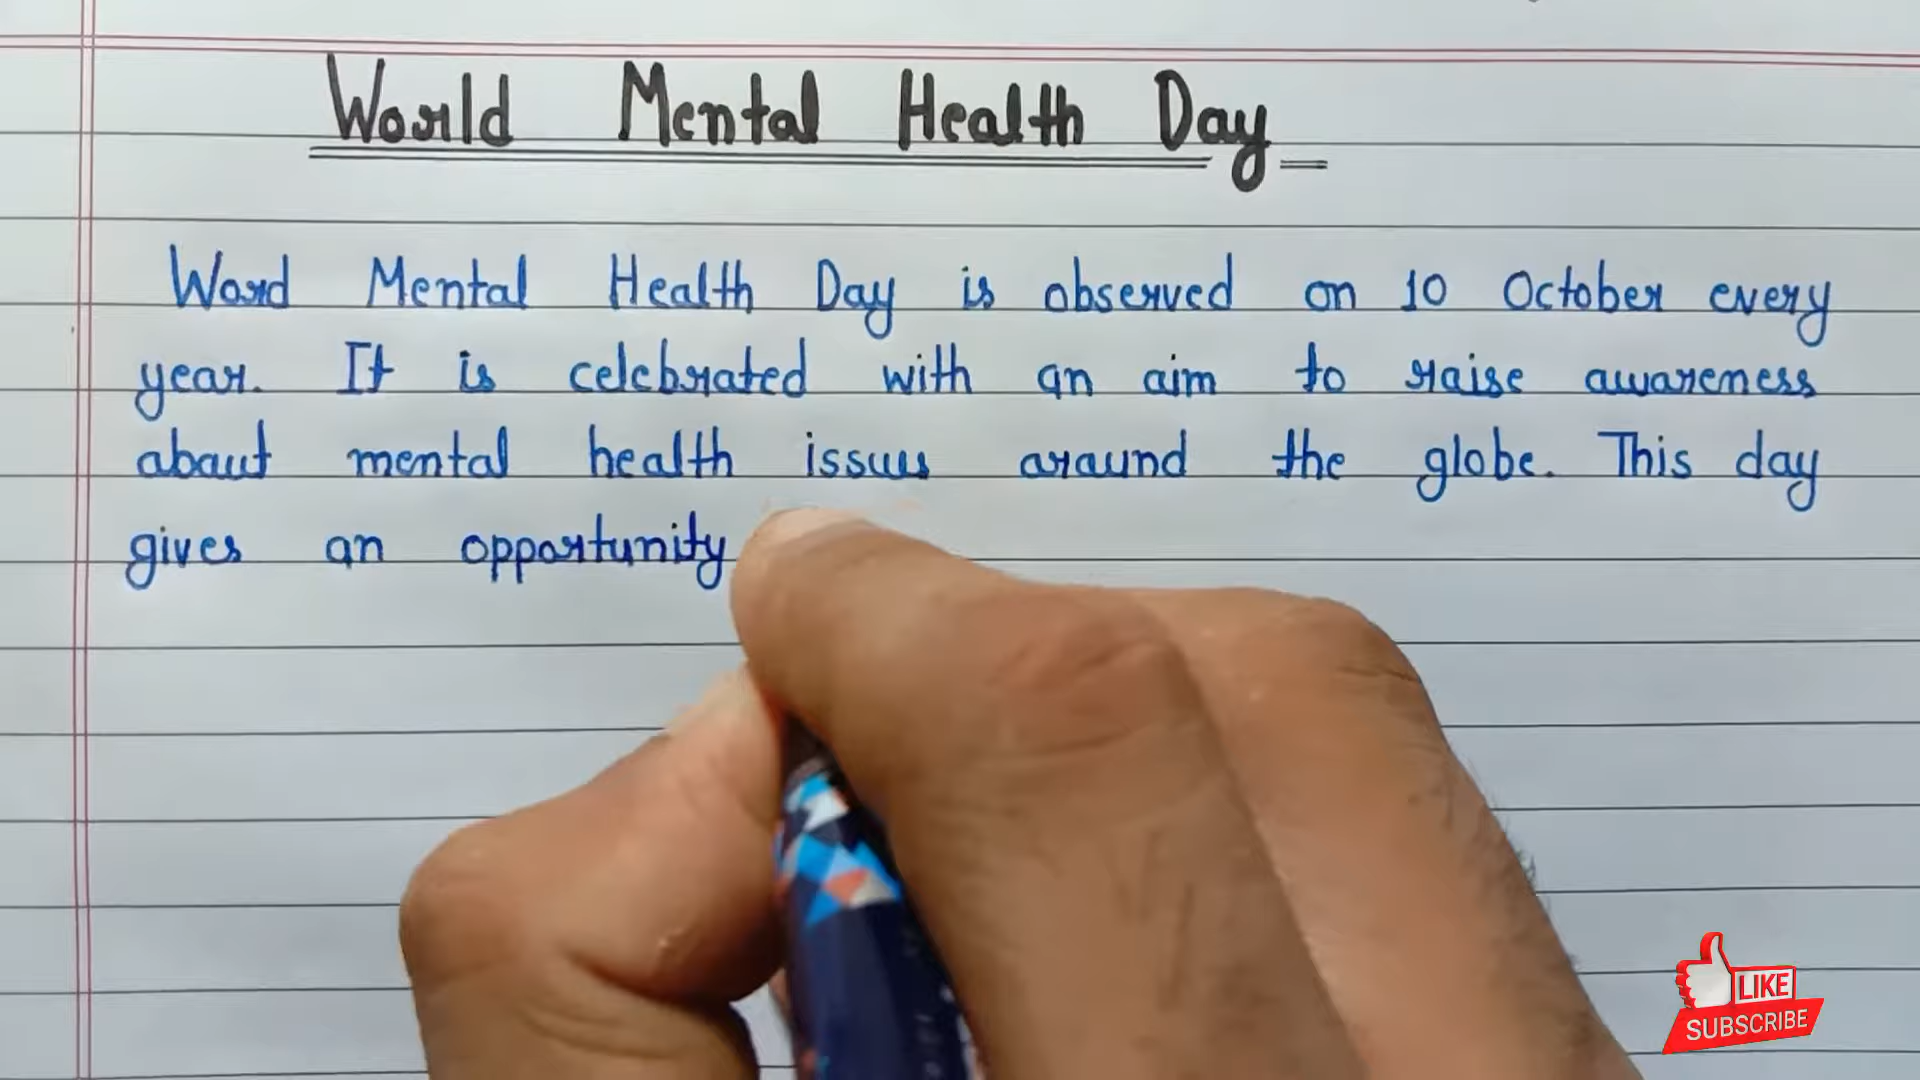 World Mental Health Day
Word Mental Health Day is observed on 10 October every
year. It is celebrated with an aim to raise awareness
about mental health issues around the globe. This day
gives an opportunity
LIKE
SUBSCRIBE